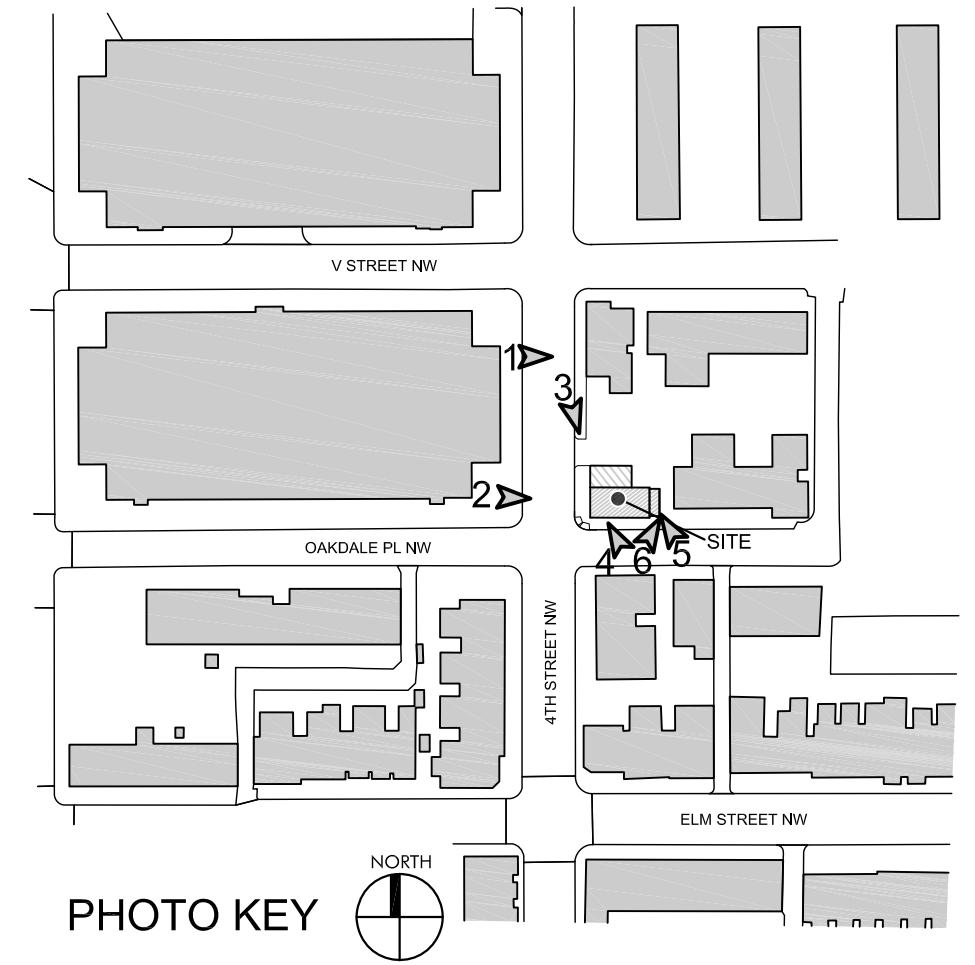 V STREET NW
1
3
2
SITE
4
6
5
OAKDALE PL NW
4TH STREET NW
ELM STREET NW
NORTH
PHOTO KEY